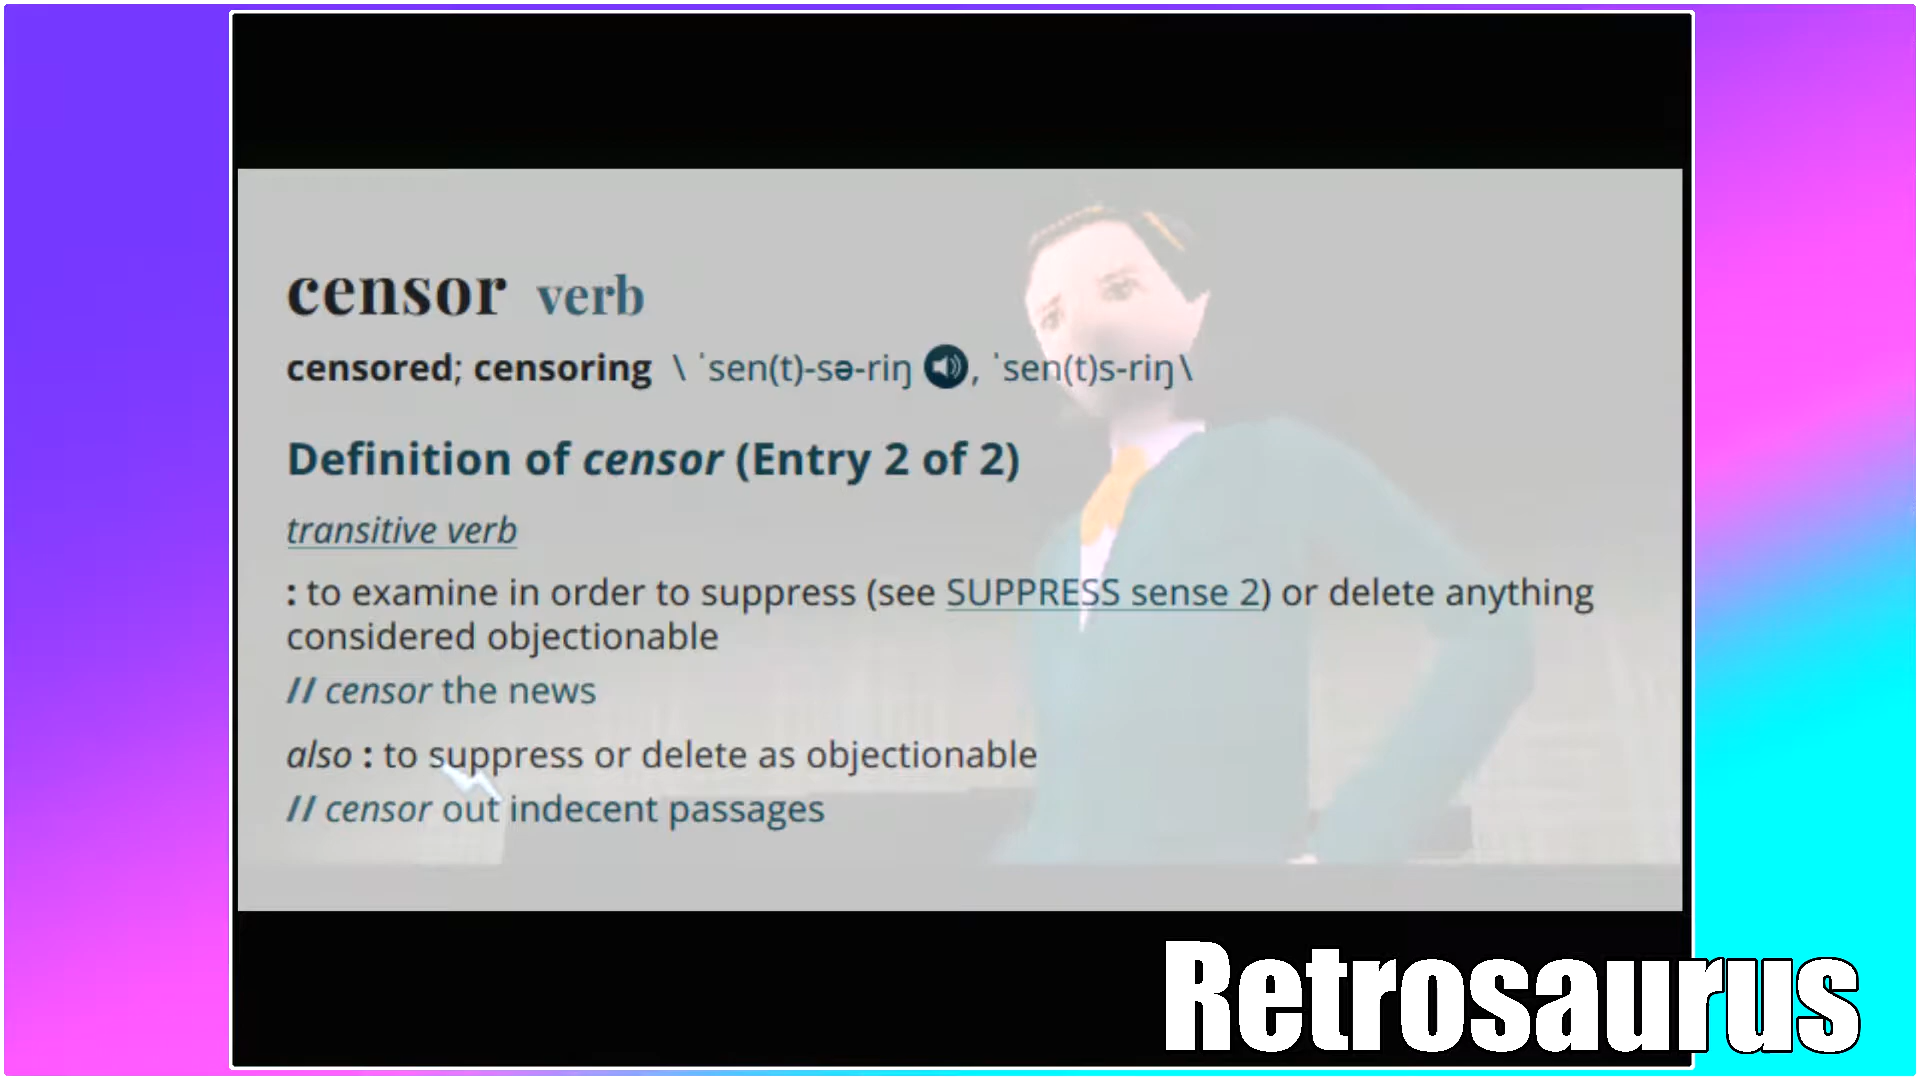 censor verb
censored; censoring \ ˈsen(t)-sə-riŋ , ˈsen(t)s-riŋ \
Definition of censor (Entry 2 of 2)
transitive verb
: to examine in order to suppress (see SUPPRESS sense 2) or delete anything
considered objectionable
// censor the news
also : to suppress or delete as objectionable
// censor out indecent passages
Retrosaurus